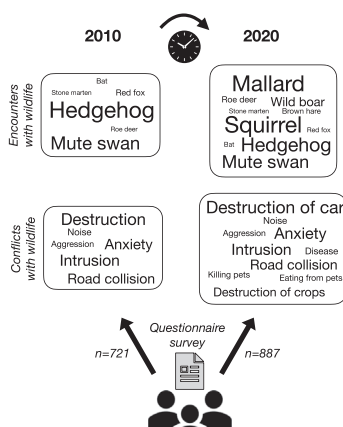 2010
2020
Encounters
with wildlife
Bat
Stone marten
Red fox
Hedgehog
Roe deer
Mute swan
Mallard
Roe deer
Wild boar
Stone marten
Brown hare
Squirrel
Red fox
Bat
Hedgehog
Mute swan
Conflicts
with wildlife
Destruction
Noise
Aggression
Anxiety
Intrusion
Road collision
Destruction of car
Noise
Aggression
Anxiety
Intrusion
Disease
Road collision
Killing pets
Eating from pets
Destruction of crops
Questionnaire
survey
n=721
n=887